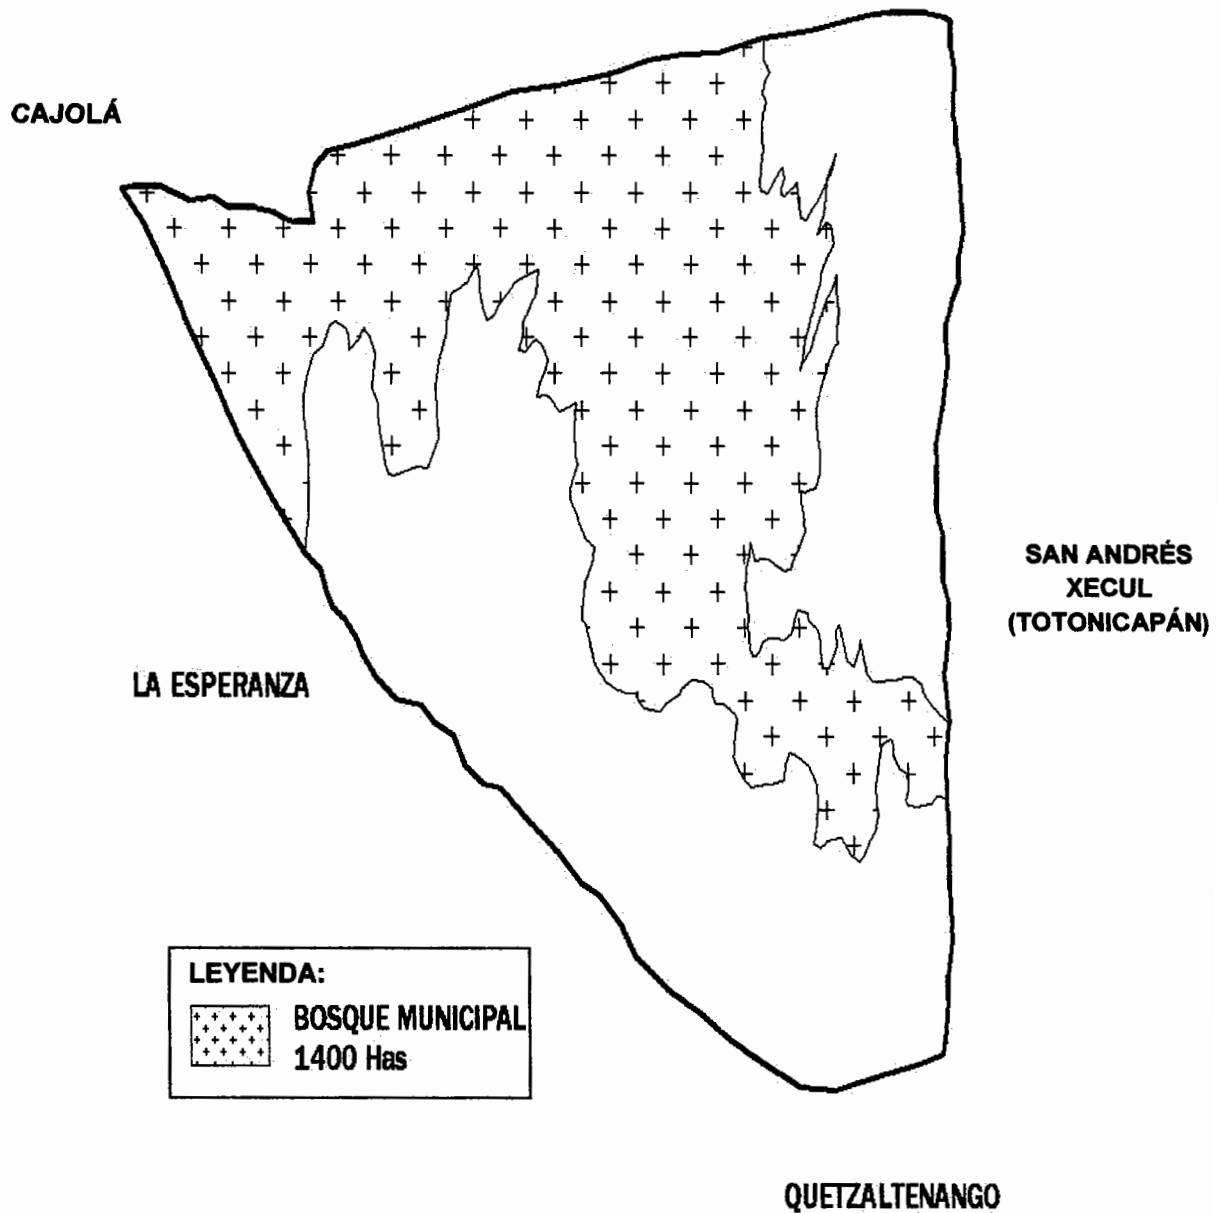 CAJOLÁ
SAN ANDRÉS
XECUL
(TOTONICAPÁN)
LA ESPERANZA
LEYENDA:
BOSQUE MUNICIPAL
1400 Has
QUETZALTENANGO